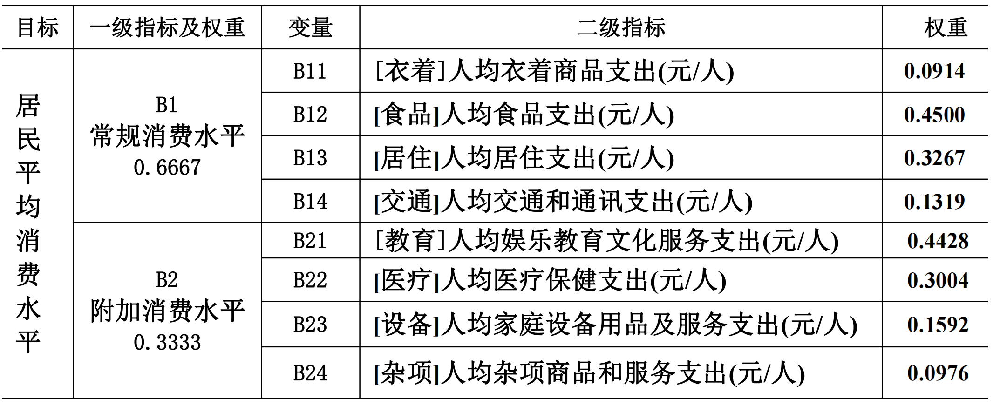 目标 一级指标及权重 变量 二级指标 权重
居民平均消费水平
B1
常规消费水平
0.6667
B11 [衣着]人均衣着商品支出(元/人) 0.0914
B12 [食品]人均食品支出(元/人) 0.4500
B13 [居住]人均居住支出(元/人) 0.3267
B14 [交通]人均交通和通讯支出(元/人) 0.1319
B2
附加消费水平
0.3333
B21 [教育]人均娱乐教育文化服务支出(元/人) 0.4428
B22 [医疗]人均医疗保健支出(元/人) 0.3004
B23 [设备]人均家庭设备用品及服务支出(元/人) 0.1592
B24 [杂项]人均杂项商品和服务支出(元/人) 0.0976